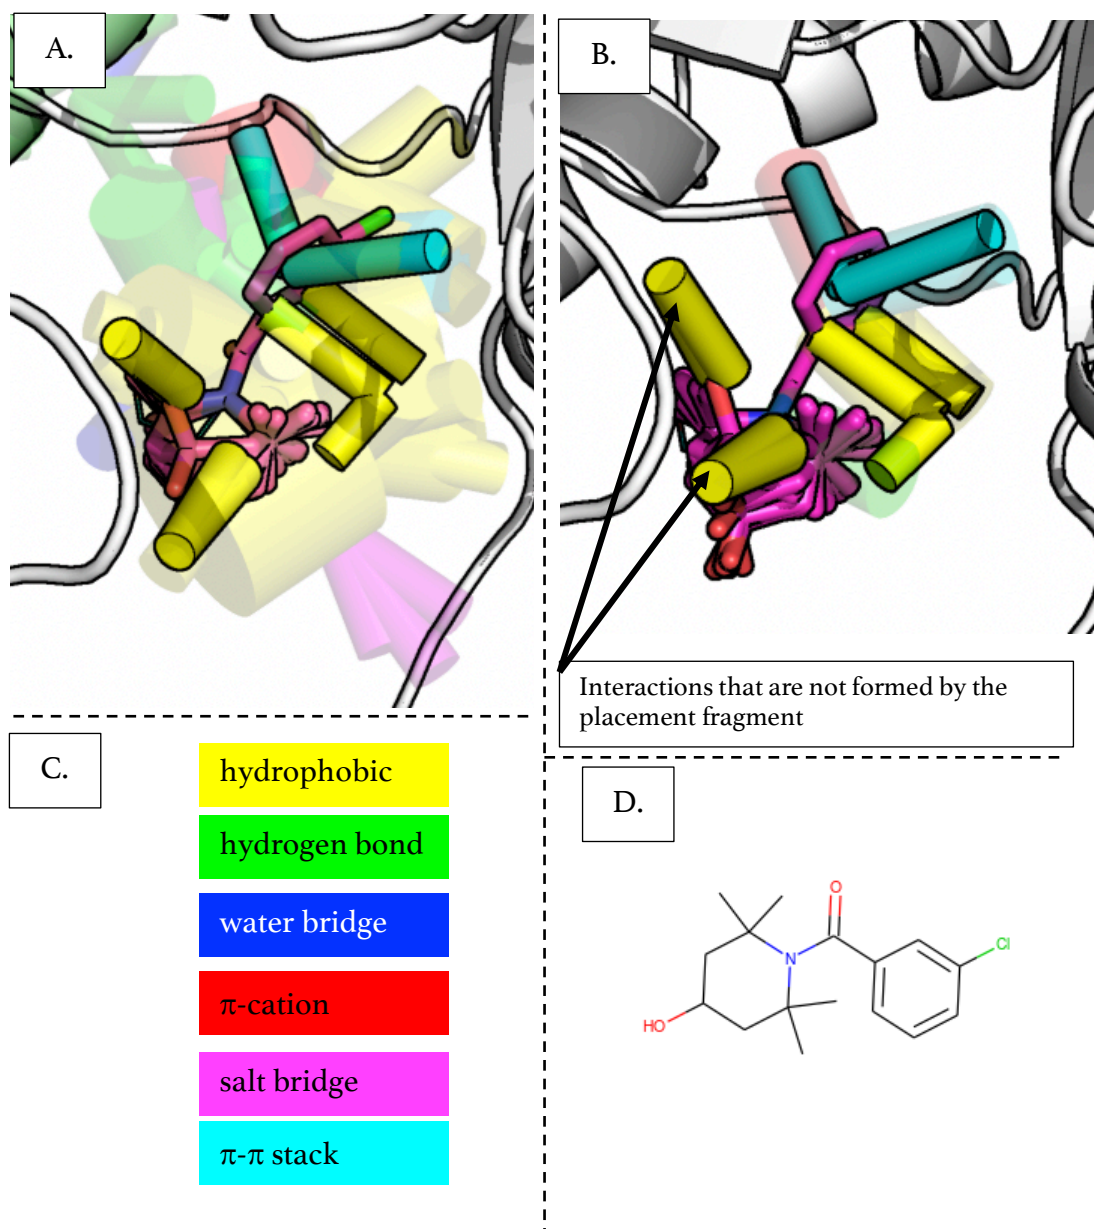 A.
B.
Interactions that are not formed by the
placement fragment
C.
hydrophobic
hydrogen bond
water bridge
π-cation
salt bridge
π-π stack
D.
O
N
Cl
HO